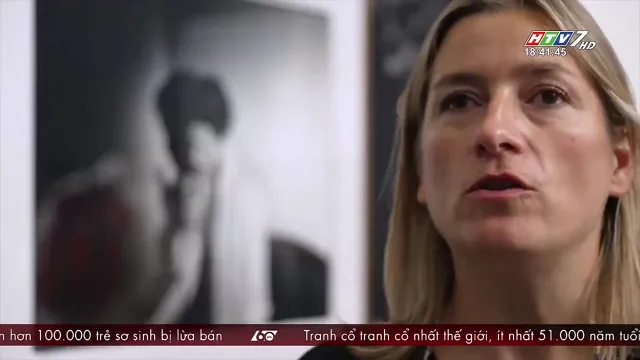 HTV7 HD
18:41:45
n hơn 100.000 trẻ sơ sinh bị lừa bán 60 Tranh cổ tranh cổ nhất thế giới, ít nhất 51.000 năm tuổ